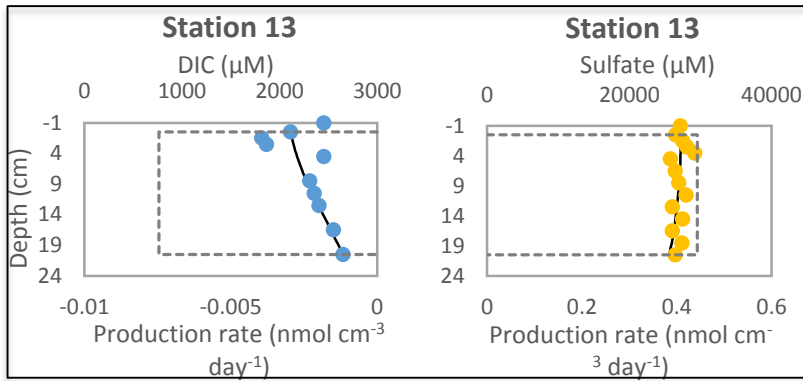 Station 13
DIC (µM)
0 1000 2000 3000
-1
4
9
14
19
24
Depth (cm)
-0.01 -0.005 0
Production rate (nmol cm-3
day-1)
Station 13
Sulfate (µM)
0 20000 40000
-1
4
9
14
19
24
0 0.2 0.4 0.6
Production rate (nmol cm-
3 day-1)